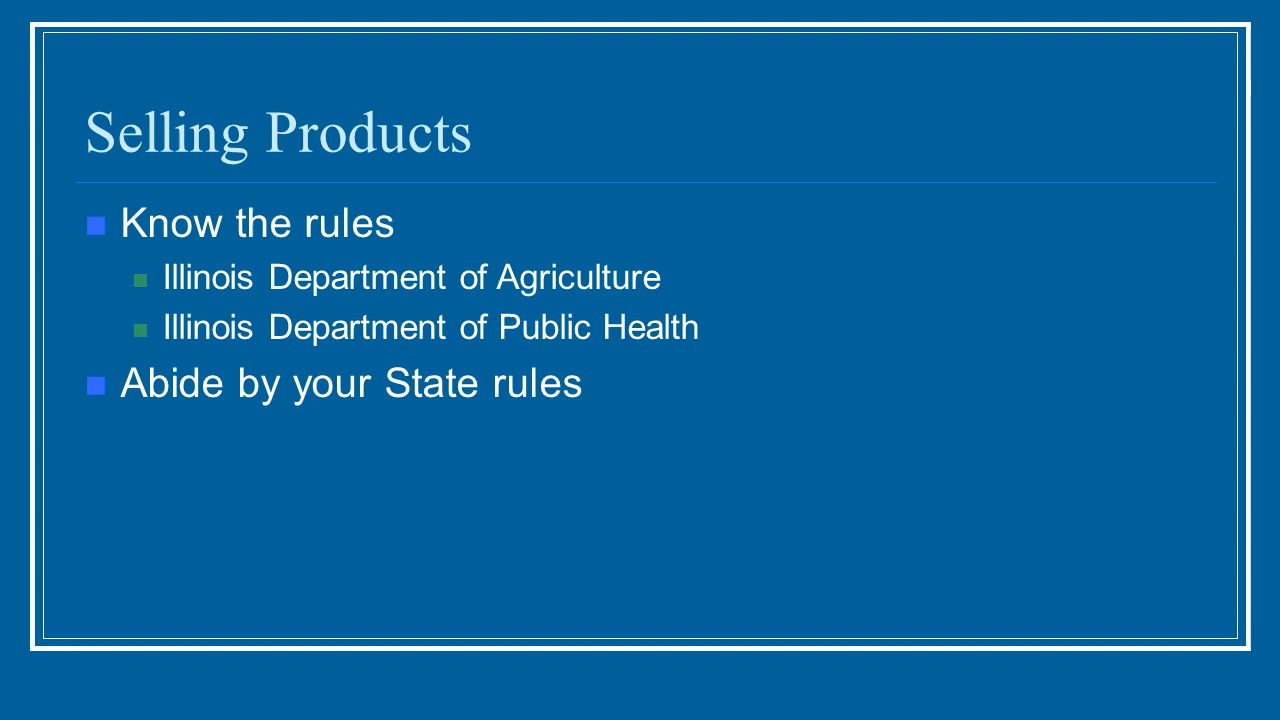 Selling Products
Know the rules
Illinois Department of Agriculture
Illinois Department of Public Health
Abide by your State rules